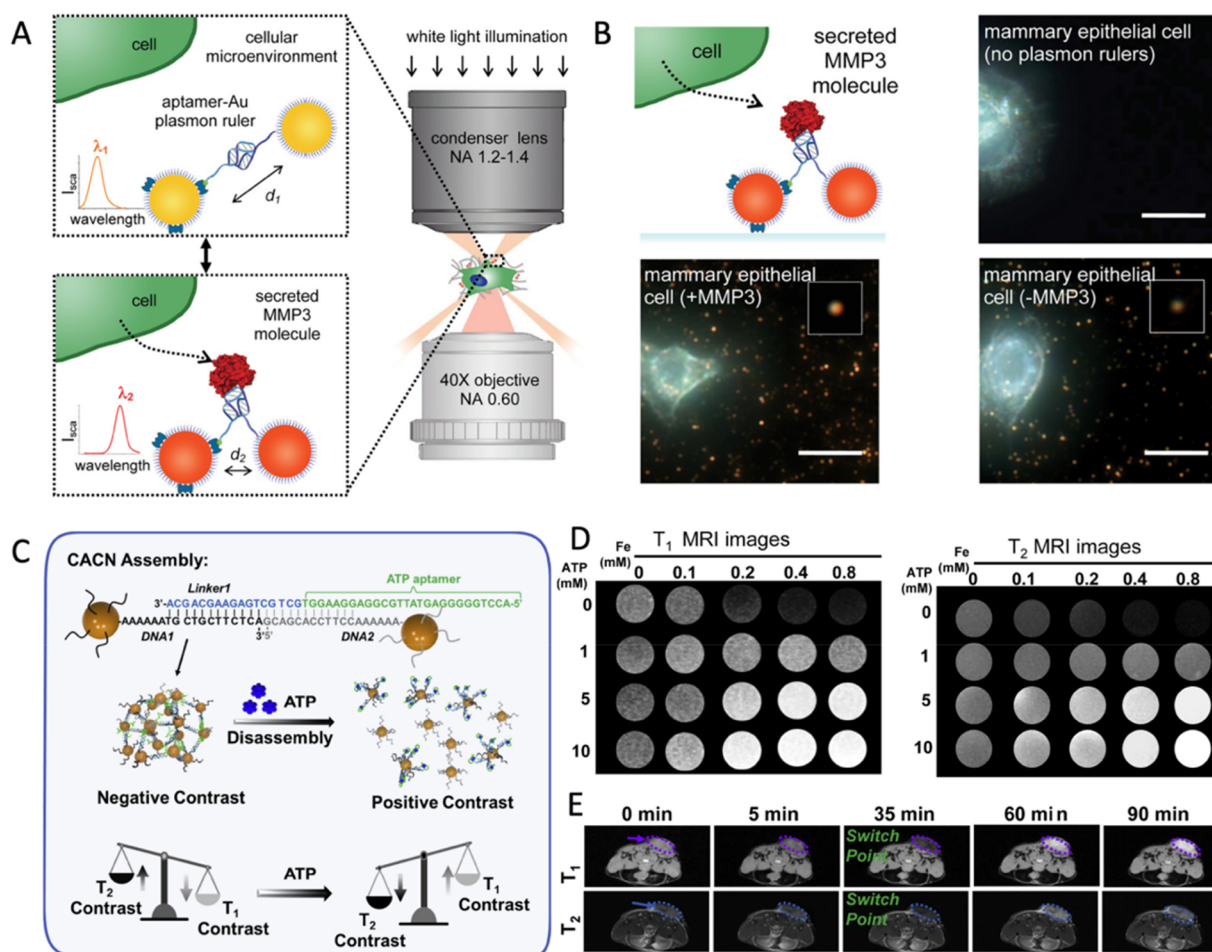 A
cell
cellular
microenvironment
aptamer-Au
plasmon ruler
λ1
d1
Isca
wavelength
cell
secreted
MMP3
molecule
λ2
d2
Isca
wavelength
white light illumination
condenser lens
NA 1.2-1.4
40X objective
NA 0.60
B
cell
secreted
MMP3
molecule
mammary epithelial cell
(no plasmon rulers)
mammary epithelial
cell (+MMP3)
mammary epithelial
cell (-MMP3)
C
CACN Assembly:
Linker1
ATP aptamer
3'-ACGACGAAGAGTCGTCGTGGAAGGAGGCGTTATGAGGGGGTCCA-5'
AAAAAATGCTGCTTCTCAGCAGCACCTTCCAAAAAA
DNA1
3'
5'
DNA2
ATP
Disassembly
Negative Contrast
Positive Contrast
T2
Contrast
T1
Contrast
ATP
T2
Contrast
T1
Contrast
D
Fe
(mM)
T1 MRI images
ATP
(mM)
0 0.1 0.2 0.4 0.8
0
1
5
10
Fe
(mM)
T2 MRI images
ATP
(mM)
0 0.1 0.2 0.4 0.8
0
1
5
10
E
0 min 5 min 35 min 60 min 90 min
T1
Switch
Point
T2
Switch
Point